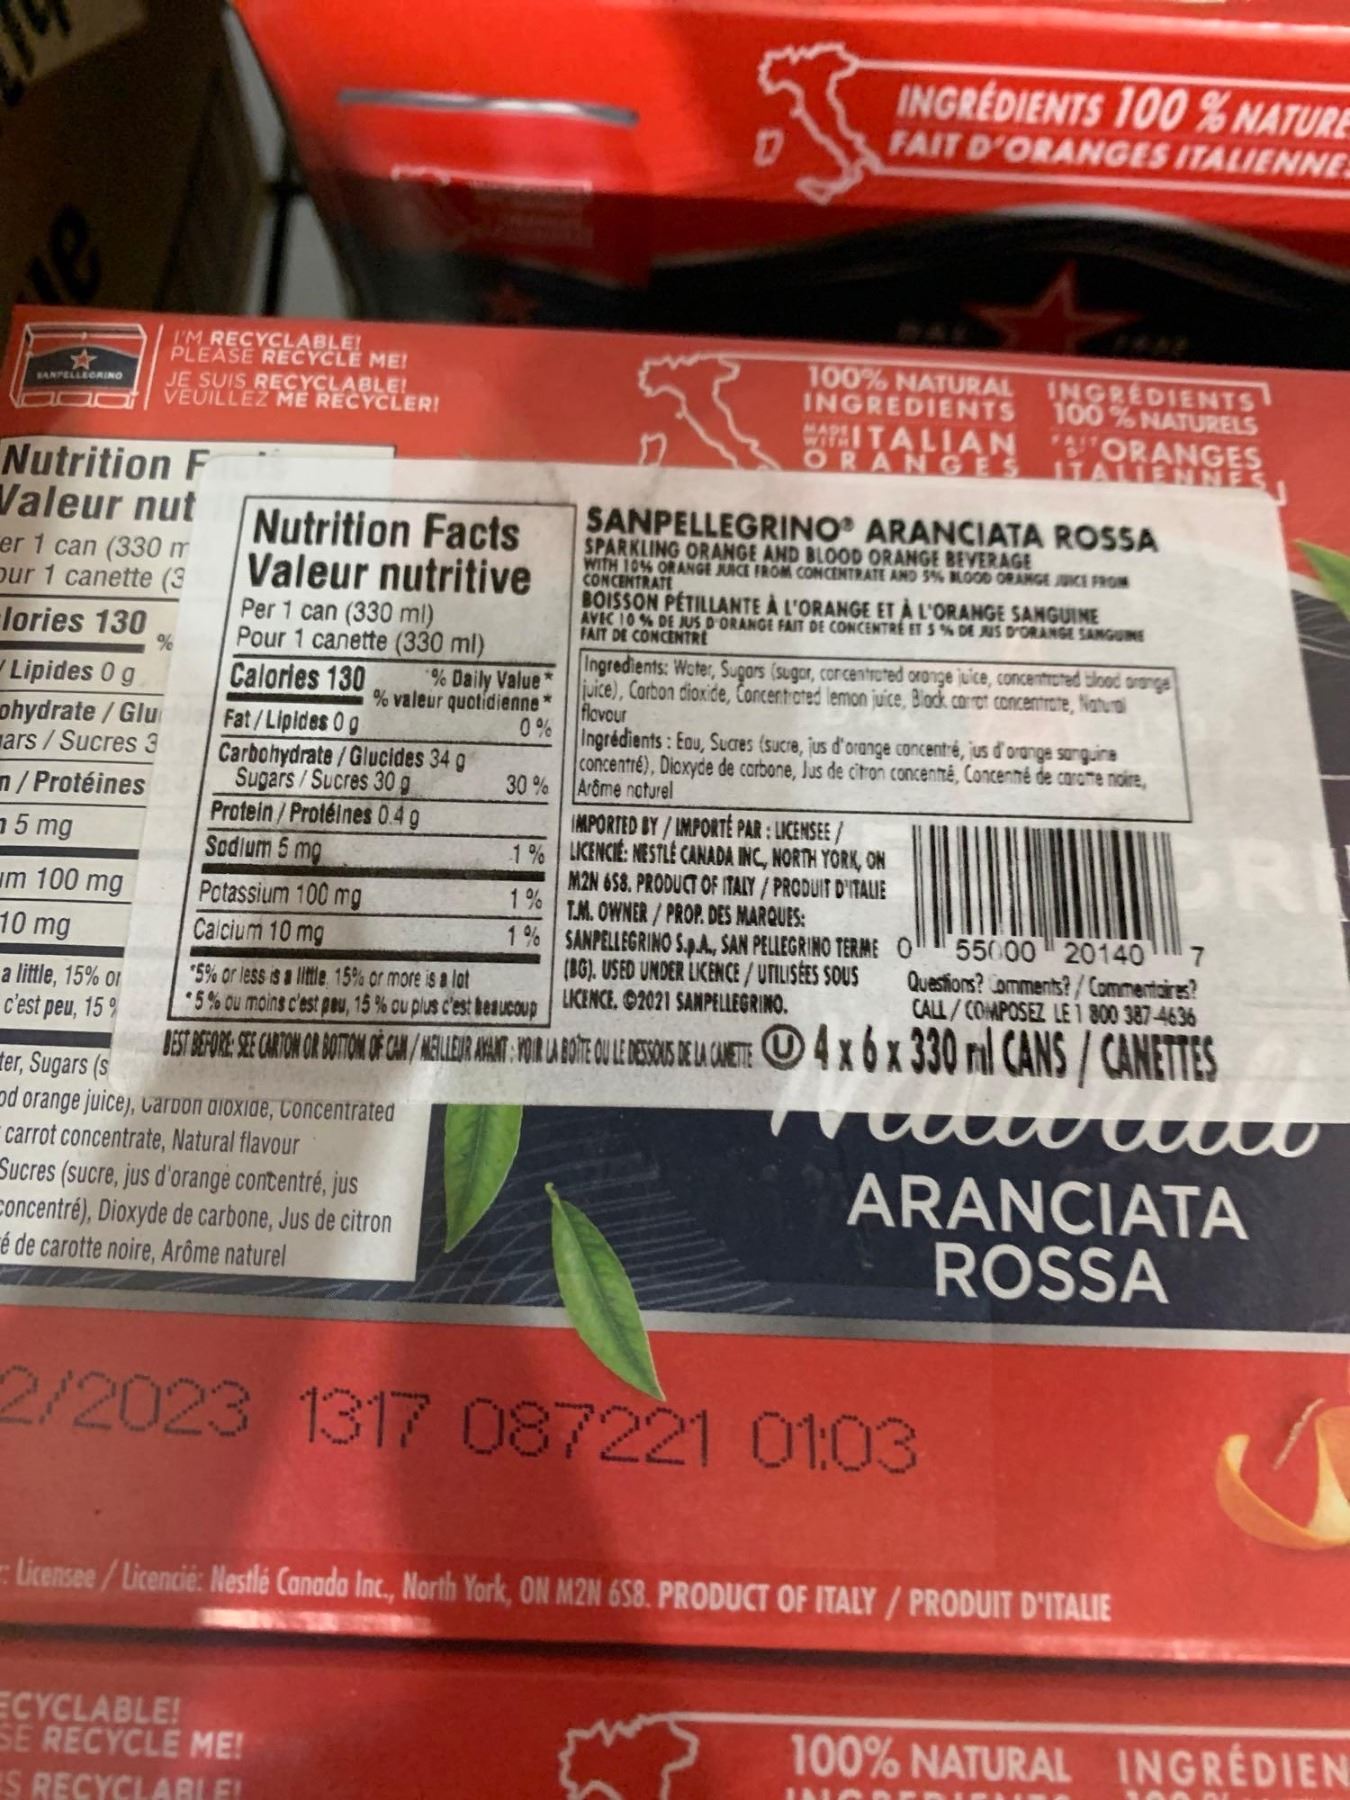 INGRÉDIENTS 100 % NATURE
FAIT D'ORANGES ITALIENNES
SANPELLEGRINO
I'M RECYCLABLE!
PLEASE RECYCLE ME!
JE SUIS RECYCLABLE!
VEUILLEZ ME RECYCLER!
100% NATURAL
INGREDIENTS
MADE WITH ITALIAN
ORANGES
INGRÉDIENTS
100 % NATURELS
FAIT D'ORANGES
ITALIENNES
Nutrition F
Valeur nut
er 1 can (330 m
our 1 canette (3
lories 130
%
/ Lipides 0 g
ohydrate / Glu
ars / Sucres 3
n / Protéines
5 mg
um 100 mg
10 mg
a little, 15% or
c'est peu, 15 %
ter, Sugars (s
od orange juice), Carbon dioxide, Concentrated
carrot concentrate, Natural flavour
Sucres (sucre, jus d'orange concentré, jus
concentré), Dioxyde de carbone, Jus de citron
é de carotte noire, Arôme naturel
Nutrition Facts
Valeur nutritive
Per 1 can (330 ml)
Pour 1 canette (330 ml)
Calories 130 % Daily Value*
% valeur quotidienne*
Fat / Lipides 0 g 0 %
Carbohydrate / Glucides 34 g
Sugars / Sucres 30 g 30 %
Protein / Protéines 0.4 g
Sodium 5 mg 1 %
Potassium 100 mg 1 %
Calcium 10 mg 1 %
*5% or less is a little, 15% or more is a lot
*5 % ou moins c'est peu, 15 % ou plus c'est beaucoup
SANPELLEGRINO® ARANCIATA ROSSA
SPARKLING ORANGE AND BLOOD ORANGE BEVERAGE
WITH 10% ORANGE JUICE FROM CONCENTRATE AND 5% BLOOD ORANGE JUICE FROM
CONCENTRATE
BOISSON PÉTILLANTE À L'ORANGE ET À L'ORANGE SANGUINE
AVEC 10 % DE JUS D'ORANGE FAIT DE CONCENTRÉ ET 5 % DE JUS D'ORANGE SANGUINE
FAIT DE CONCENTRÉ
Ingredients: Water, Sugars (sugar, concentrated orange juice, concentrated blood orange
juice), Carbon dioxide, Concentrated lemon juice, Black carrot concentrate, Natural
flavour
Ingrédients : Eau, Sucres (sucre, jus d'orange concentré, jus d'orange sanguine
concentré), Dioxyde de carbone, Jus de citron concentré, Concentré de carotte noire,
Arôme naturel
IMPORTED BY / IMPORTÉ PAR : LICENSEE /
LICENCIÉ: NESTLÉ CANADA INC., NORTH YORK, ON
M2N 6S8. PRODUCT OF ITALY / PRODUIT D'ITALIE
T.M. OWNER / PROP. DES MARQUES:
SANPELLEGRINO S.p.A., SAN PELLEGRINO TERME
(BG). USED UNDER LICENCE / UTILISÉES SOUS
LICENCE. ©2021 SANPELLEGRINO.
0 55000 20140 7
Questions? Comments? / Commentaires?
CALL / COMPOSEZ LE 1 800 387-4636
BEST BEFORE: SEE CARTON OR BOTTOM OF CAN / MEILLEUR AVANT : VOIR LA BOÎTE OU LE DESSOUS DE LA CANETTE U 4 x 6 x 330 ml CANS / CANETTES
ARANCIATA
ROSSA
2/2023 1317 087221 01:03
: Licensee / Licencié: Nestlé Canada Inc., North York, ON M2N 6S8. PRODUCT OF ITALY / PRODUIT D'ITALIE
ECYCLABLE!
SE RECYCLE ME!
S RECYCLABLE!
100% NATURAL
INGRÉDIEN